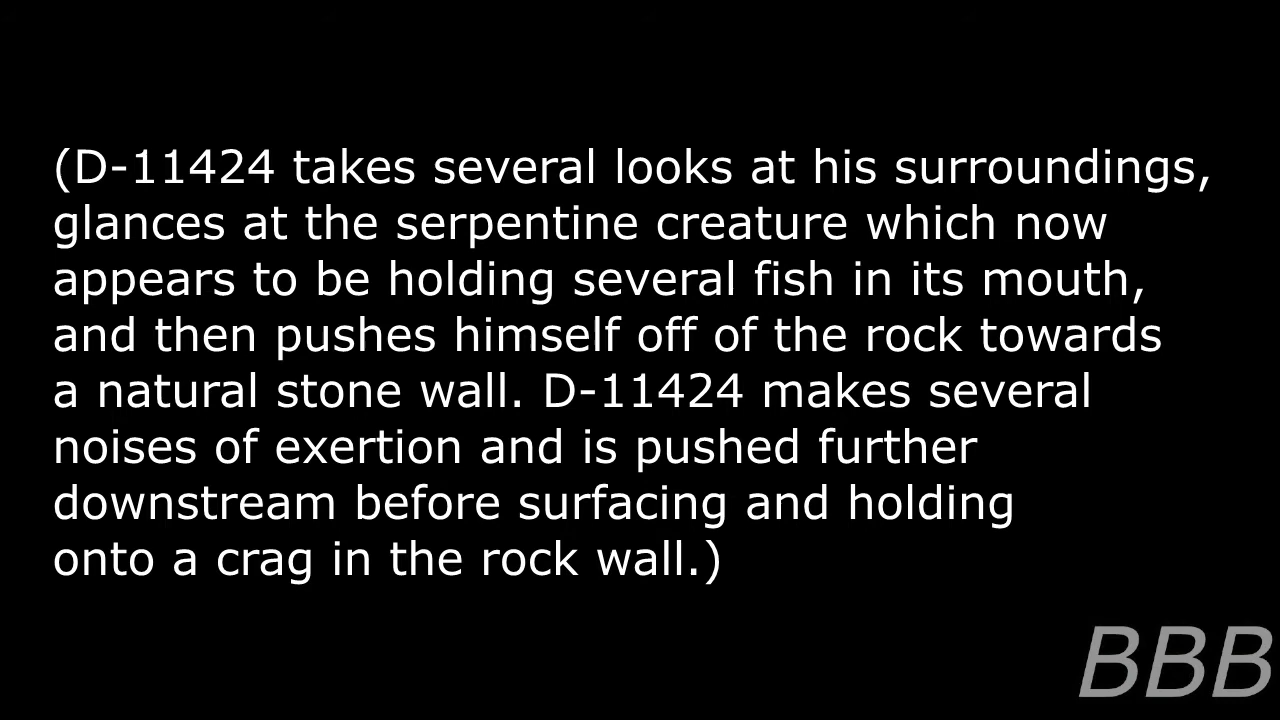 (D-11424 takes several looks at his surroundings,
glances at the serpentine creature which now
appears to be holding several fish in its mouth,
and then pushes himself off of the rock towards
a natural stone wall. D-11424 makes several
noises of exertion and is pushed further
downstream before surfacing and holding
onto a crag in the rock wall.)
BBB